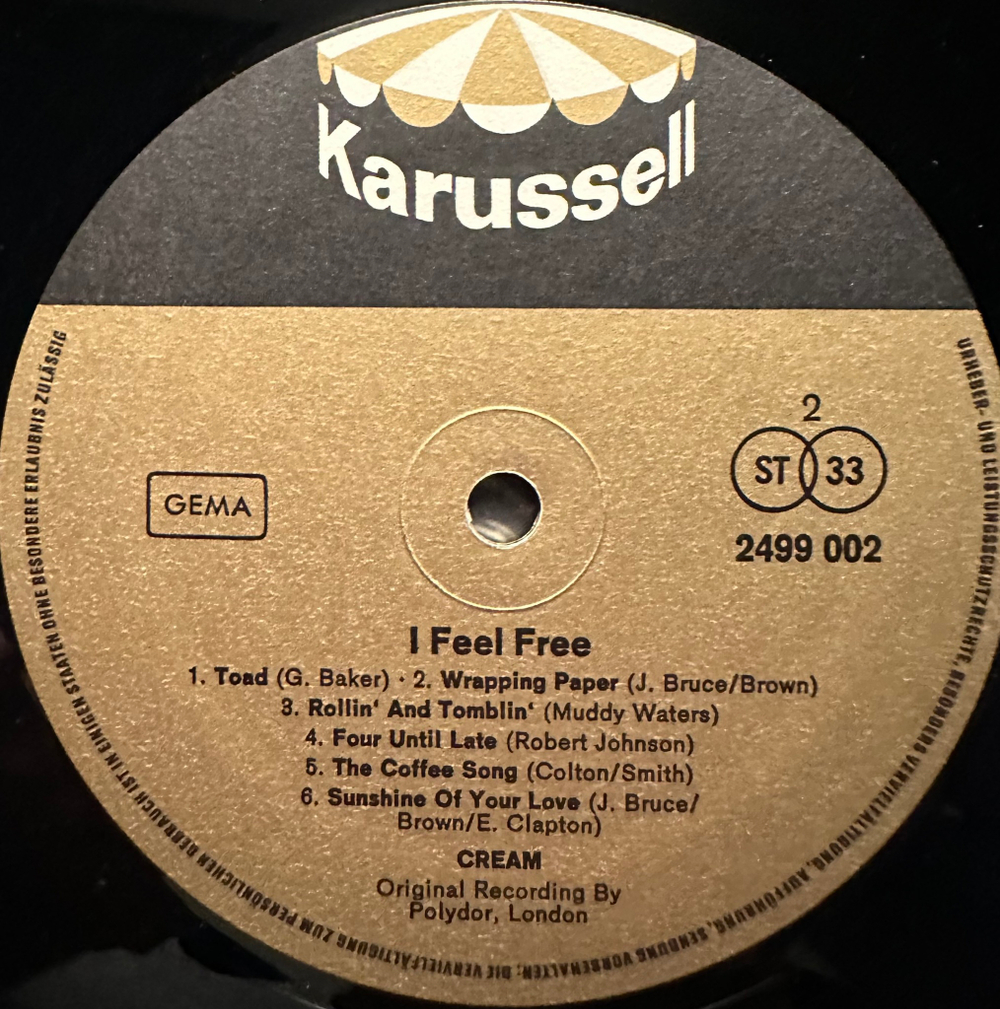 Karussell
GEMA
2
ST 33
2499 002
I Feel Free
1. Toad (G. Baker) · 2. Wrapping Paper (J. Bruce/Brown)
3. Rollin‘ And Tomblin‘ (Muddy Waters)
4. Four Until Late (Robert Johnson)
5. The Coffee Song (Colton/Smith)
6. Sunshine Of Your Love (J. Bruce/
Brown/E. Clapton)
CREAM
Original Recording By
Polydor, London
URHEBER- UND LEISTUNGSSCHUTZRECHTE, BESONDERS VERVIELFÄLTIGUNG, AUFFÜHRUNG, SENDUNG VORBEHALTEN; DIE VERVIELFÄLTIGUNG ZUM PERSÖNLICHEN GEBRAUCH IST IN EINIGEN STAATEN OHNE BESONDERE ERLAUBNIS ZULÄSSIG